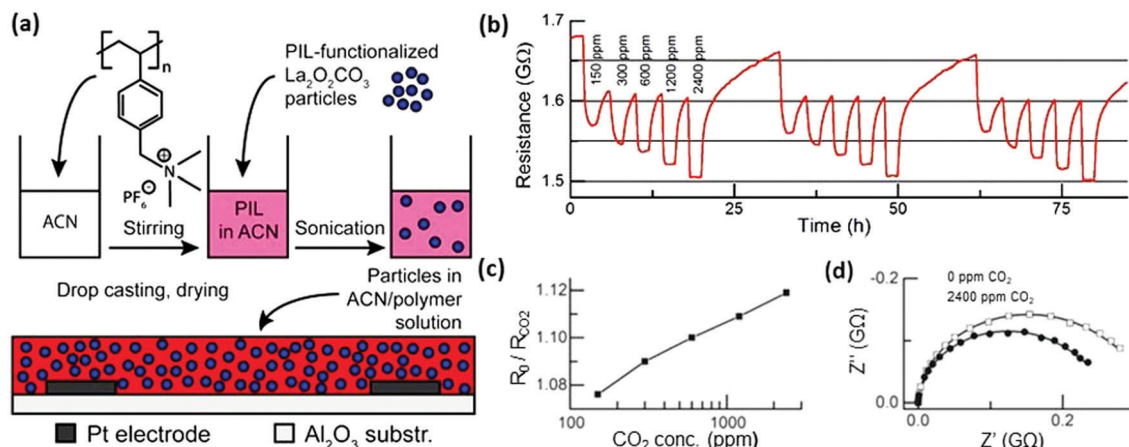 (a)
n
PIL-functionalized
La₂O₂CO₃
particles
N
+
PF₆⁻
ACN
Stirring
PIL
in ACN
Sonication
Drop casting, drying
Particles in
ACN/polymer
solution
Pt electrode
Al₂O₃ substr.
(b)
Resistance (GΩ)
1.7
1.6
1.5
150 ppm
300 ppm
600 ppm
1200 ppm
2400 ppm
0 25 50 75
Time (h)
(c)
R₀ / R_CO2
1.12
1.10
1.08
100 1000
CO₂ conc. (ppm)
(d)
Z'' (GΩ)
-0.2
0.0
0 ppm CO₂
2400 ppm CO₂
0.0 0.2
Z' (GΩ)